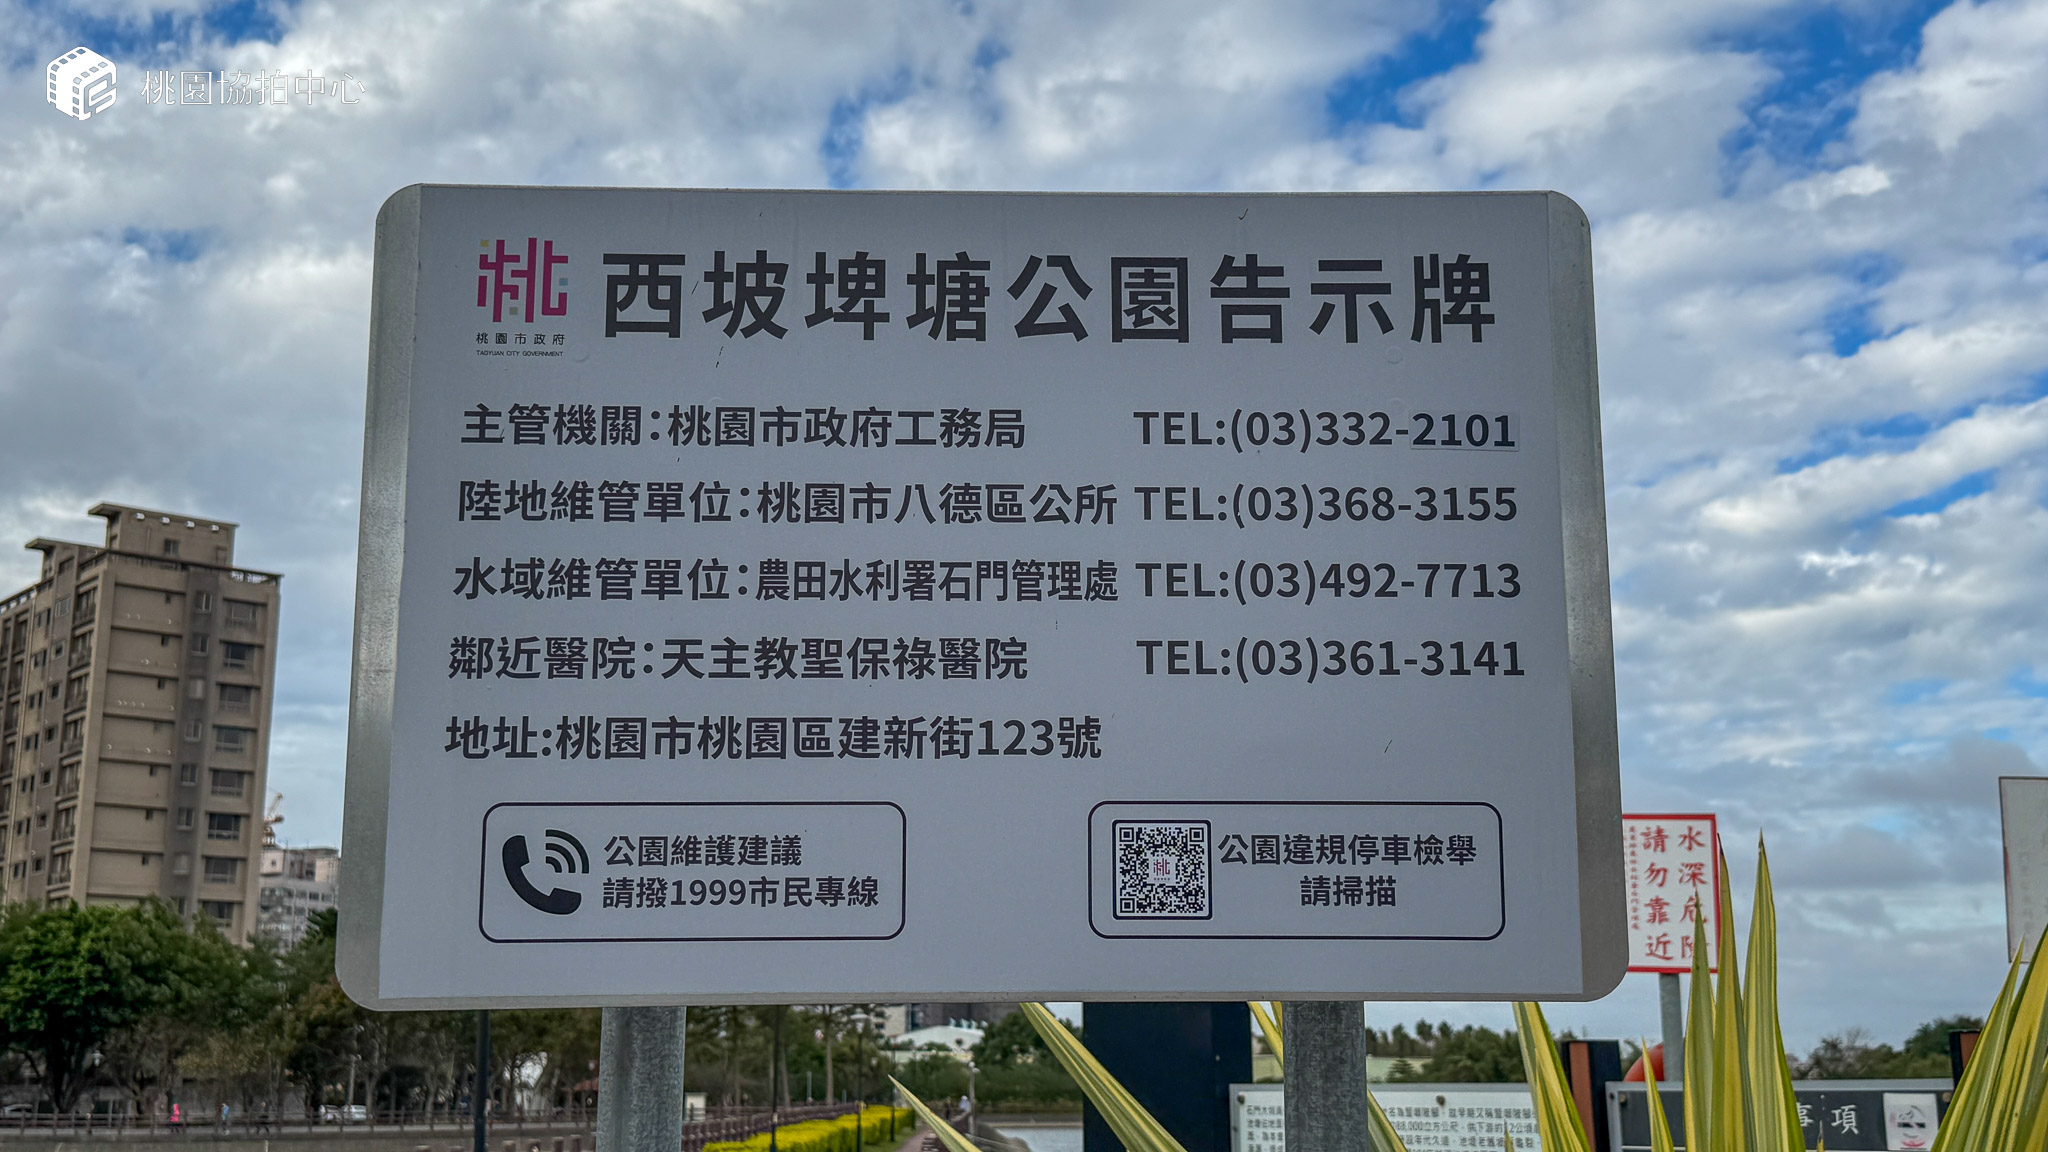 桃園協拍中心
西坡埤塘公園告示牌
桃園市政府
TAOYUAN CITY GOVERNMENT
主管機關：桃園市政府工務局 TEL:(03)332-2101
陸地維管單位：桃園市八德區公所 TEL:(03)368-3155
水域維管單位：農田水利署石門管理處 TEL:(03)492-7713
鄰近醫院：天主教聖保祿醫院 TEL:(03)361-3141
地址:桃園市桃園區建新街123號
公園維護建議
請撥1999市民專線
公園違規停車檢舉
請掃描
水深危險
請勿靠近
事項